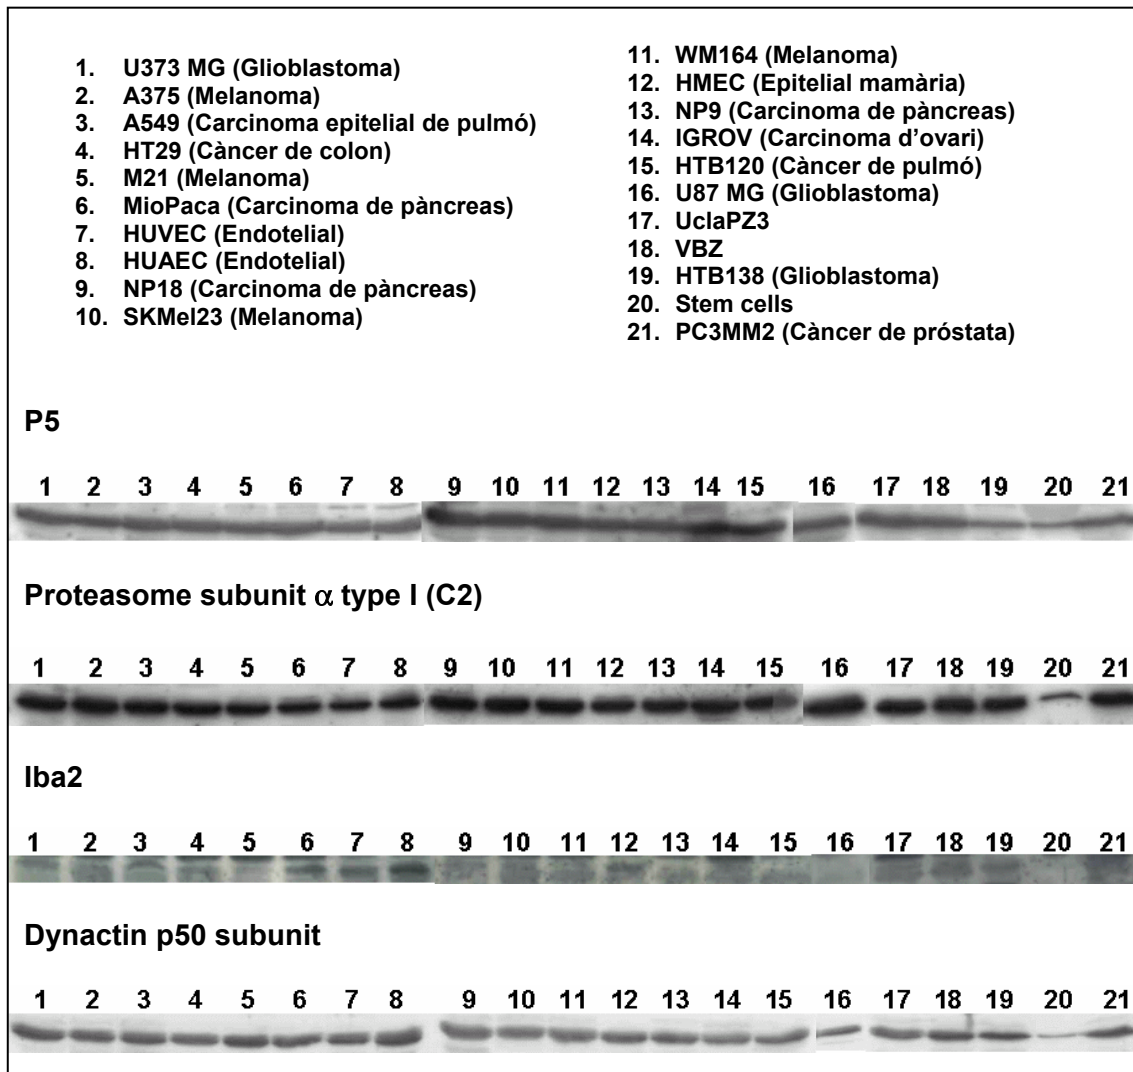 1. U373 MG (Glioblastoma)
2. A375 (Melanoma)
3. A549 (Carcinoma epitelial de pulmó)
4. HT29 (Càncer de colon)
5. M21 (Melanoma)
6. MioPaca (Carcinoma de pàncreas)
7. HUVEC (Endotelial)
8. HUAEC (Endotelial)
9. NP18 (Carcinoma de pàncreas)
10. SKMel23 (Melanoma)
11. WM164 (Melanoma)
12. HMEC (Epitelial mamària)
13. NP9 (Carcinoma de pàncreas)
14. IGROV (Carcinoma d’ovari)
15. HTB120 (Càncer de pulmó)
16. U87 MG (Glioblastoma)
17. UclaPZ3
18. VBZ
19. HTB138 (Glioblastoma)
20. Stem cells
21. PC3MM2 (Càncer de próstata)
P5
1 2 3 4 5 6 7 8 9 10 11 12 13 14 15 16 17 18 19 20 21
Proteasome subunit α type I (C2)
1 2 3 4 5 6 7 8 9 10 11 12 13 14 15 16 17 18 19 20 21
Iba2
1 2 3 4 5 6 7 8 9 10 11 12 13 14 15 16 17 18 19 20 21
Dynactin p50 subunit
1 2 3 4 5 6 7 8 9 10 11 12 13 14 15 16 17 18 19 20 21